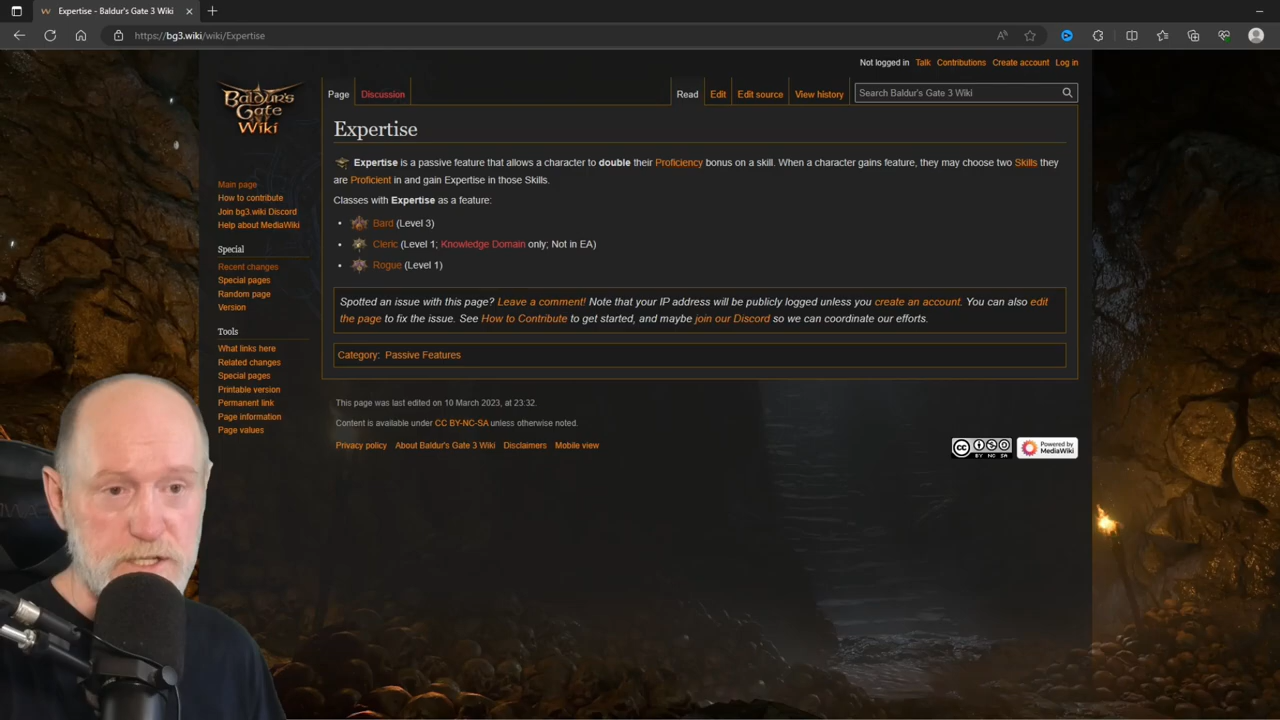 Expertise - Baldur's Gate 3 Wiki
https://bg3.wiki/wiki/Expertise
Not logged in Talk Contributions Create account Log in
Baldur's Gate Wiki
Page Discussion Read Edit Edit source View history Search Baldur's Gate 3 Wiki
Expertise
Expertise is a passive feature that allows a character to double their Proficiency bonus on a skill. When a character gains feature, they may choose two Skills they
are Proficient in and gain Expertise in those Skills.
Classes with Expertise as a feature:
• Bard (Level 3)
• Cleric (Level 1; Knowledge Domain only; Not in EA)
• Rogue (Level 1)
Spotted an issue with this page? Leave a comment! Note that your IP address will be publicly logged unless you create an account. You can also edit
the page to fix the issue. See How to Contribute to get started, and maybe join our Discord so we can coordinate our efforts.
Category: Passive Features
This page was last edited on 10 March 2023, at 23:32.
Content is available under CC BY-NC-SA unless otherwise noted.
Privacy policy About Baldur's Gate 3 Wiki Disclaimers Mobile view
CC BY NC SA
Powered by
MediaWiki
Main page
How to contribute
Join bg3.wiki Discord
Help about MediaWiki
Special
Recent changes
Special pages
Random page
Version
Tools
What links here
Related changes
Special pages
Printable version
Permanent link
Page information
Page values